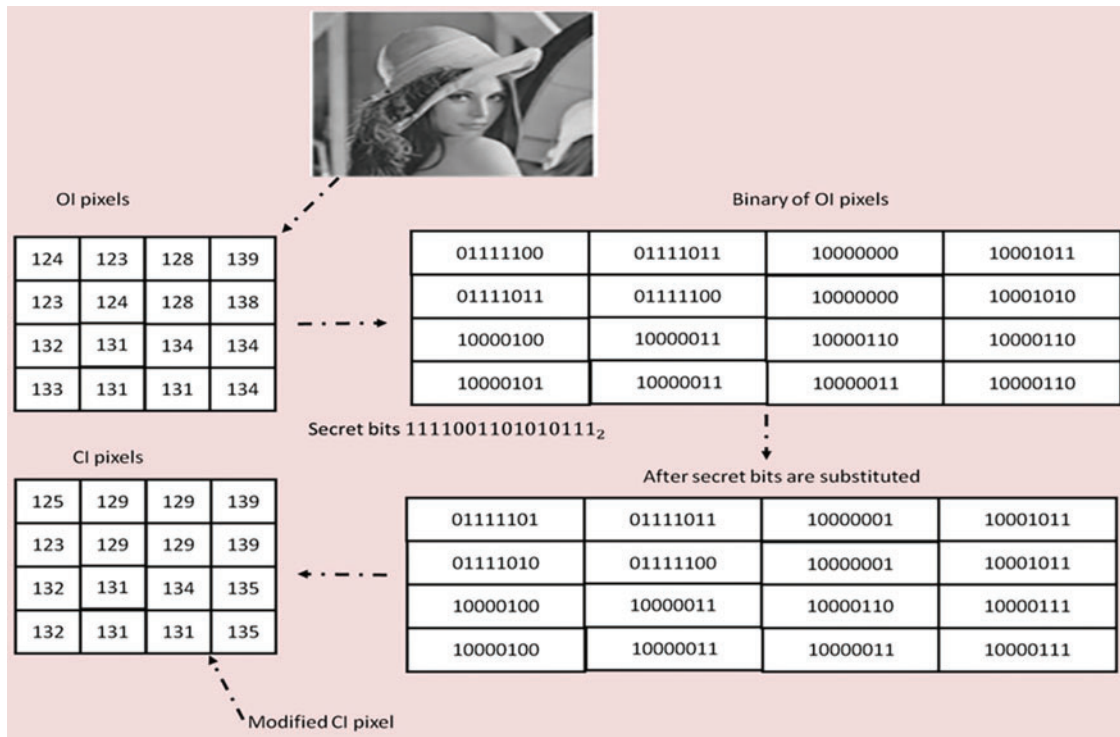 OI pixels
124 123 128 139
123 124 128 138
132 131 134 134
133 131 131 134
Binary of OI pixels
01111100 01111011 10000000 10001011
01111011 01111100 10000000 10001010
10000100 10000011 10000110 10000110
10000101 10000011 10000011 10000110
Secret bits 1111001101010111₂
CI pixels
125 129 129 139
123 129 129 139
132 131 134 135
132 131 131 135
After secret bits are substituted
01111101 01111011 10000001 10001011
01111010 01111100 10000001 10001011
10000100 10000011 10000110 10000111
10000100 10000011 10000011 10000111
Modified CI pixel